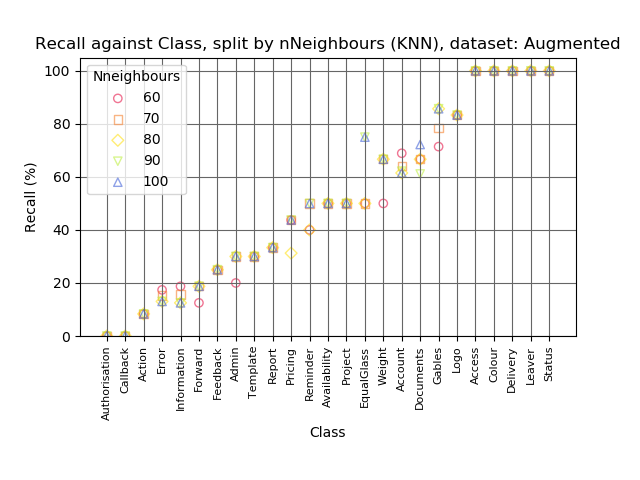 Recall against Class, split by nNeighbours (KNN), dataset: Augmented
Nneighbours
60
70
80
90
100
100
80
60
40
20
0
Recall (%)
Authorisation
Callback
Action
Error
Information
Forward
Feedback
Admin
Template
Report
Pricing
Reminder
Availability
Project
EqualGlass
Weight
Account
Documents
Gables
Logo
Access
Colour
Delivery
Leaver
Status
Class